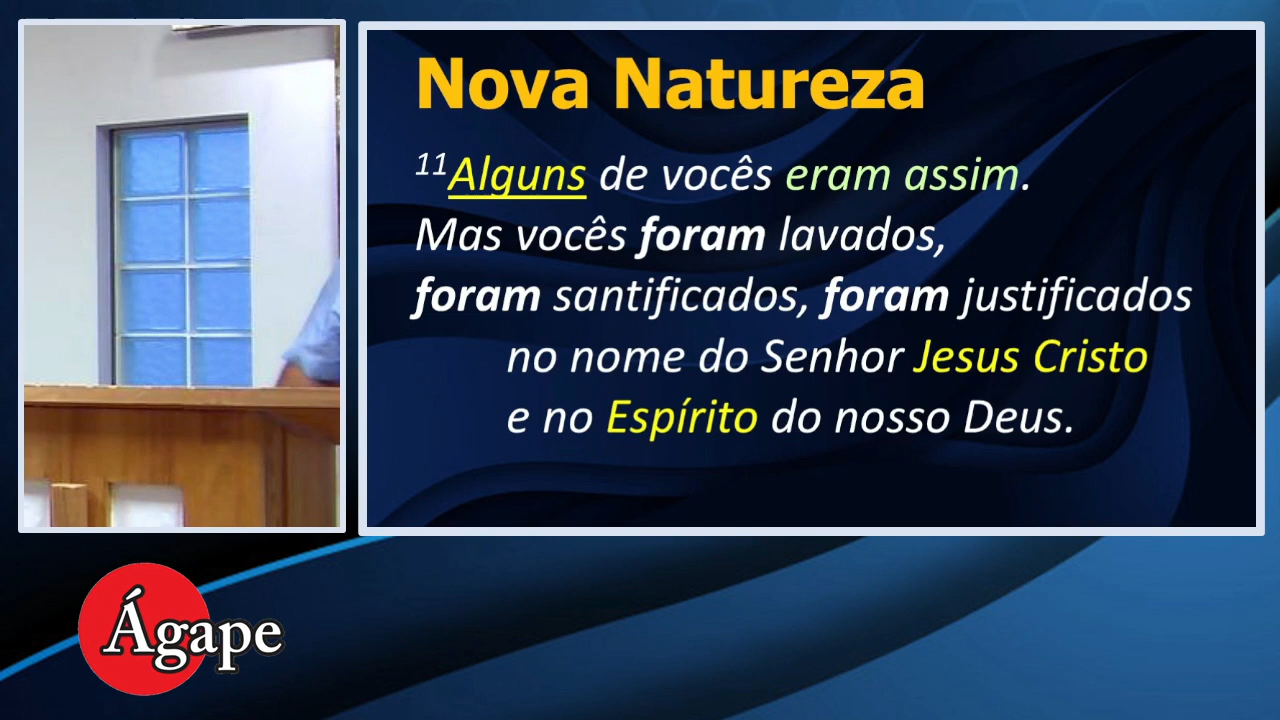 Nova Natureza
11Alguns de vocês eram assim.
Mas vocês foram lavados,
foram santificados, foram justificados
no nome do Senhor Jesus Cristo
e no Espírito do nosso Deus.
Ágape